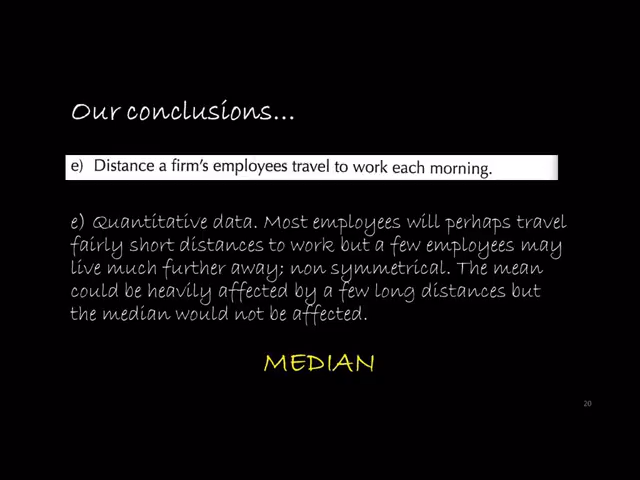 Our conclusions...
e) Distance a firm's employees travel to work each morning.
e) Quantitative data. Most employees will perhaps travel
fairly short distances to work but a few employees may
live much further away; non symmetrical. The mean
could be heavily affected by a few long distances but
the median would not be affected.
MEDIAN
20